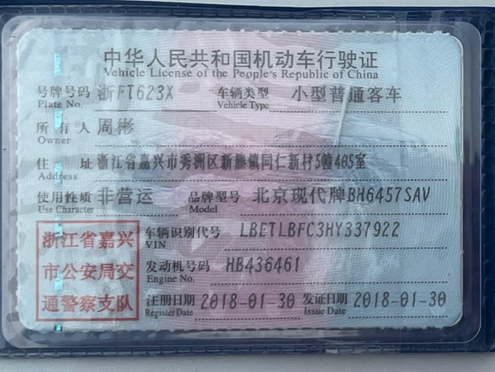 中华人民共和国机动车行驶证
Vehicle License of the People's Republic of China
号牌号码 浙FT623X 车辆类型 小型普通客车
Plate No. Vehicle Type
所有人 周彬
Owner
住址 浙江省嘉兴市秀洲区新塍镇同仁新村5幢405室
Address
使用性质 非营运 品牌型号 北京现代牌BH6457SAV
Use Character Model
车辆识别代号 LBETLBFC3HY337922
VIN
发动机号码 HB436461
Engine No.
注册日期 2018-01-30 发证日期 2018-01-30
Register Date Issue Date
浙江省嘉兴
市公安局交
通警察支队